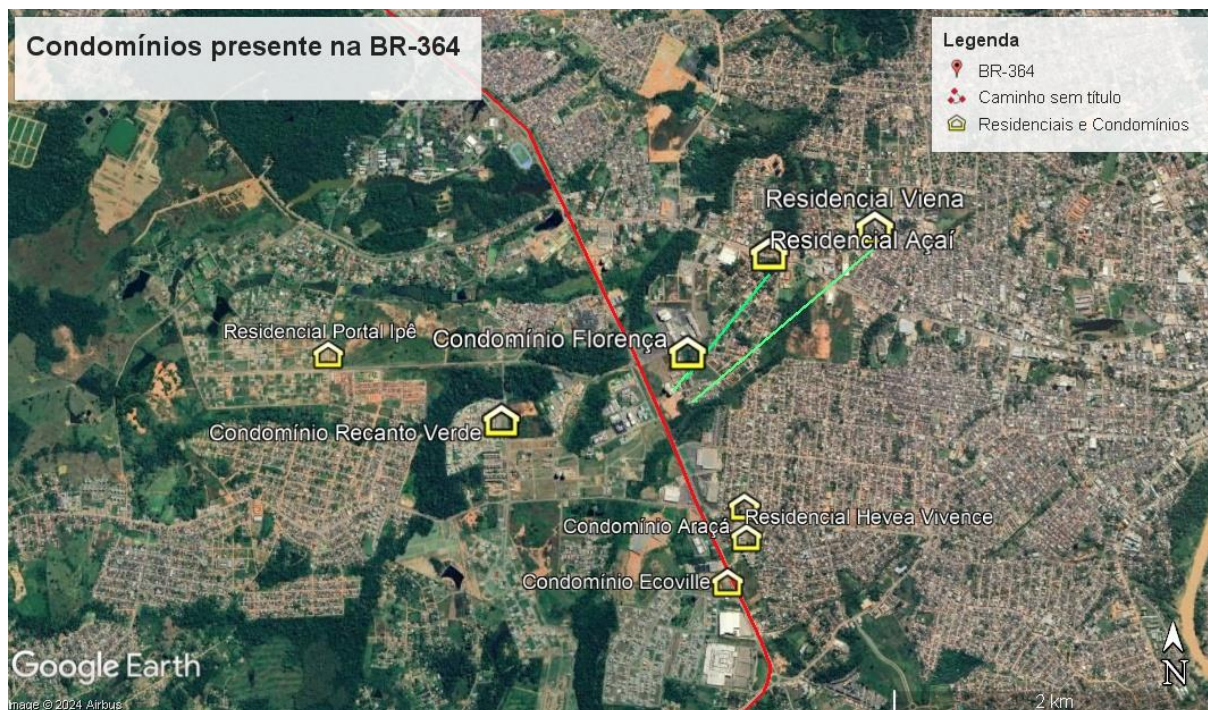 Condomínios presente na BR-364
Legenda
BR-364
Caminho sem título
Residenciais e Condomínios
Residencial Viena
Residencial Açaí
Residencial Portal Ipê
Condomínio Florença
Condomínio Recanto Verde
Residencial Hevea Vivence
Condomínio Araçá
Condomínio Ecoville
Google Earth
mage © 2024 Airbus
N
2 km